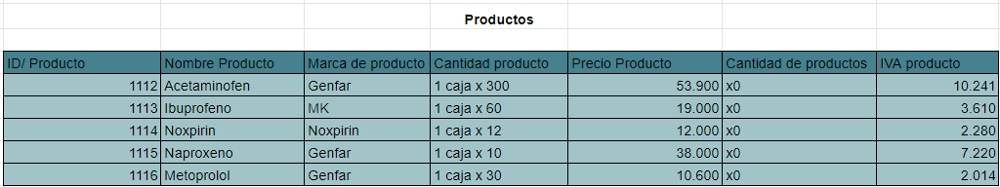 Productos
ID/ Producto Nombre Producto Marca de producto Cantidad producto Precio Producto Cantidad de productos IVA producto
1112 Acetaminofen Genfar 1 caja x 300 53.900 x0 10.241
1113 Ibuprofeno MK 1 caja x 60 19.000 x0 3.610
1114 Noxpirin Noxpirin 1 caja x 12 12.000 x0 2.280
1115 Naproxeno Genfar 1 caja x 10 38.000 x0 7.220
1116 Metoprolol Genfar 1 caja x 30 10.600 x0 2.014